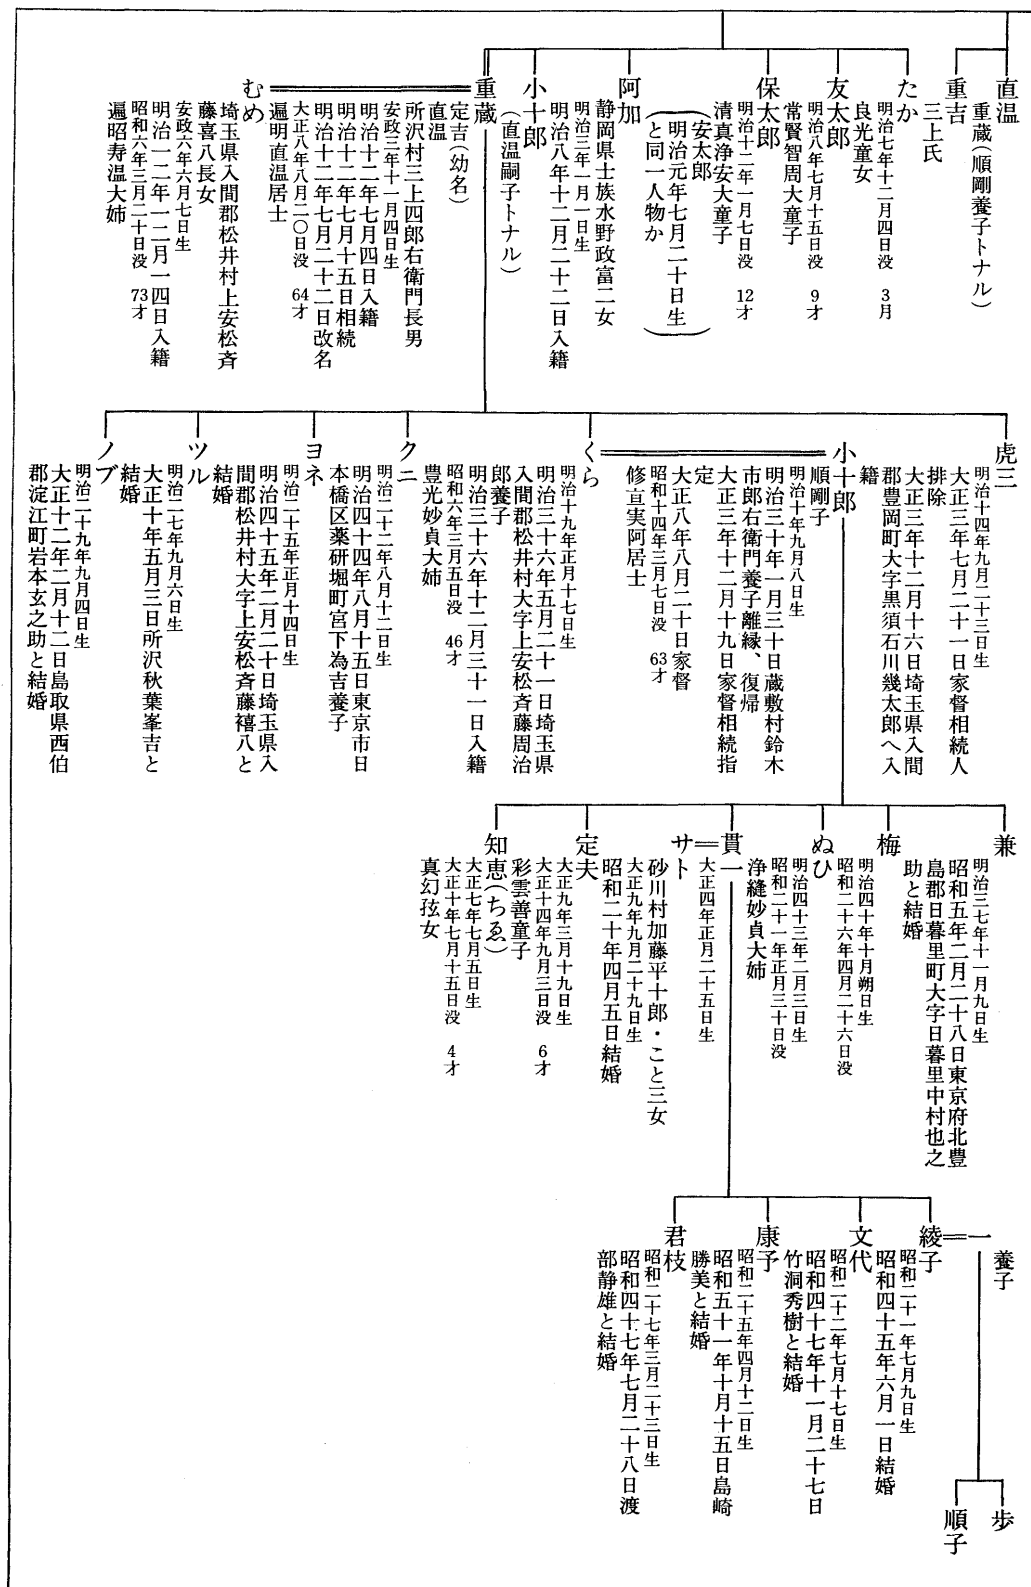 直温
重蔵(順剛養子トナル)
重吉
三上氏
たか
明治七年十二月四日没 3月
良光童女
友太郎
明治八年七月十五日没 9才
常賢智周大童子
保太郎
明治十二年一月七日没 12才
清真浄安大童子
(安太郎
明治元年七月二十日生
と同一人物か)
阿加
静岡県士族水野政富二女
明治三年一月一日生
明治八年十二月二十二日入籍
小十郎
(直温嗣子トナル)
重蔵
定吉(幼名)
直温
所沢村三上四郎右衛門長男
安政三年十一月四日生
明治十二年七月四日入籍
明治十二年七月十五日相続
明治十二年七月二十二日改名
大正八年八月二〇日没 64才
遍明直温居士
むめ
埼玉県入間郡松井村上安松斉
藤喜八長女
安政六年六月七日生
明治一二年一二月一四日入籍
昭和六年三月二十日没 73才
遍昭寿温大姉
虎三
明治十四年九月二十三日生
大正三年七月二十一日家督相続人
排除
大正三年十二月十六日埼玉県入間
郡豊岡町大字黒須石川幾太郎へ入
籍
小十郎
順剛子
明治十年九月八日生
明治三十年一月三十日蔵敷村鈴木
市郎右衛門養子離縁、復帰
大正三年十二月十九日家督相続指
定
大正八年八月二十日家督
昭和十四年三月七日没 63才
修宣実阿居士
くら
明治十九年正月十七日生
明治三十六年五月二十一日埼玉県
入間郡松井村大字上安松斉藤周治
郎養子
明治三十六年十二月三十一日入籍
昭和六年三月五日没 46才
豊光妙貞大姉
クニ
明治二十二年八月十二日生
明治四十四年八月十五日東京市日
本橋区薬研堀町宮下為吉養子
ヨネ
明治二十五年正月十四日生
明治四十五年二月二十日埼玉県入
間郡松井村大字上安松斉藤禧八と
結婚
ツル
明治二七年九月六日生
大正十年五月三日所沢秋葉峯吉と
結婚
ノブ
明治二十九年九月四日生
大正十二年二月十二日島取県西伯
郡淀江町岩本玄之助と結婚
兼
明治三七年十一月九日生
昭和五年二月二十八日東京府北豊
島郡日暮里町大字日暮里中村也之
助と結婚
梅
明治四十年十月朔日生
昭和二十六年四月二十六日没
ぬひ
明治四十三年二月三日生
昭和二十一年正月三十日没
浄縫妙貞大姉
貫一
大正四年正月二十五日生
サト
砂川村加藤平十郎・こと三女
大正九年九月二十九日生
昭和二十年四月五日結婚
定夫
大正九年三月十九日生
大正十四年九月三日没 6才
彩雲善童子
知恵(ちゑ)
大正七年七月五日生
大正十年七月十五日没 4才
真幻孩女
一
養子
綾子
昭和二十一年七月九日生
昭和四十五年六月一日結婚
文代
昭和二十二年七月十七日生
昭和四十七年十一月二十七日
竹洞秀樹と結婚
康子
昭和二十五年四月十二日生
昭和五十一年十月十五日島崎
勝美と結婚
君枝
昭和二十七年三月二十三日生
昭和四十七年七月二十八日渡
部静雄と結婚
歩
順子